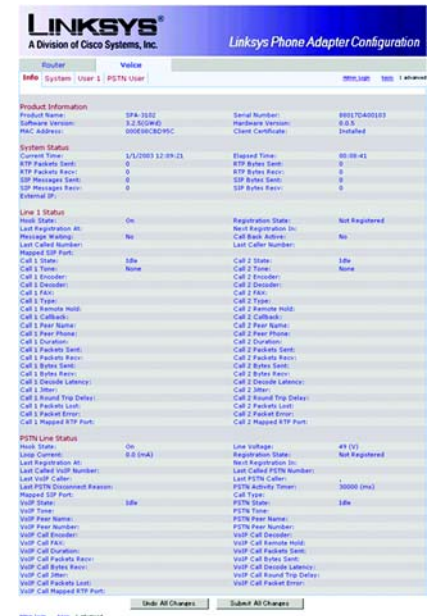 LINKSYS®
A Division of Cisco Systems, Inc.
Linksys Phone Adapter Configuration
Router Voice
Info System User 1 PSTN User Admin Login basic | advanced
Product Information
Product Name: SPA-3102 Serial Number: 88017DA00103
Software Version: 3.2.5(GWd) Hardware Version: 0.0.5
MAC Address: 000E08CBD95C Client Certificate: Installed
System Status
Current Time: 1/1/2003 12:09:21 Elapsed Time: 00:08:41
RTP Packets Sent: 0 RTP Bytes Sent: 0
RTP Packets Recv: 0 RTP Bytes Recv: 0
SIP Messages Sent: 0 SIP Bytes Sent: 0
SIP Messages Recv: 0 SIP Bytes Recv: 0
External IP:
Line 1 Status
Hook State: On Registration State: Not Registered
Last Registration At: Next Registration In:
Message Waiting: No Call Back Active: No
Last Called Number: Last Caller Number:
Mapped SIP Port:
Call 1 State: Idle Call 2 State: Idle
Call 1 Tone: None Call 2 Tone: None
Call 1 Encoder: Call 2 Encoder:
Call 1 Decoder: Call 2 Decoder:
Call 1 FAX: Call 2 FAX:
Call 1 Type: Call 2 Type:
Call 1 Remote Hold: Call 2 Remote Hold:
Call 1 Callback: Call 2 Callback:
Call 1 Peer Name: Call 2 Peer Name:
Call 1 Peer Phone: Call 2 Peer Phone:
Call 1 Duration: Call 2 Duration:
Call 1 Packets Sent: Call 2 Packets Sent:
Call 1 Packets Recv: Call 2 Packets Recv:
Call 1 Bytes Sent: Call 2 Bytes Sent:
Call 1 Bytes Recv: Call 2 Bytes Recv:
Call 1 Decode Latency: Call 2 Decode Latency:
Call 1 Jitter: Call 2 Jitter:
Call 1 Round Trip Delay: Call 2 Round Trip Delay:
Call 1 Packets Lost: Call 2 Packets Lost:
Call 1 Packet Error: Call 2 Packet Error:
Call 1 Mapped RTP Port: Call 2 Mapped RTP Port:
PSTN Line Status
Hook State: On Line Voltage: 49 (V)
Loop Current: 0.0 (mA) Registration State: Not Registered
Last Registration At: Next Registration In:
Last Called VoIP Number: Last Called PSTN Number:
Last VoIP Caller: Last PSTN Caller: ,
Last PSTN Disconnect Reason: PSTN Activity Timer: 30000 (ms)
Mapped SIP Port: Call Type:
VoIP State: Idle PSTN State: Idle
VoIP Tone: PSTN Tone:
VoIP Peer Name: PSTN Peer Name:
VoIP Peer Number: PSTN Peer Number:
VoIP Call Encoder: VoIP Call Decoder:
VoIP Call FAX: VoIP Call Remote Hold:
VoIP Call Duration: VoIP Call Packets Sent:
VoIP Call Packets Recv: VoIP Call Bytes Sent:
VoIP Call Bytes Recv: VoIP Call Decode Latency:
VoIP Call Jitter: VoIP Call Round Trip Delay:
VoIP Call Packets Lost: VoIP Call Packet Error:
VoIP Call Mapped RTP Port:
Undo All Changes Submit All Changes